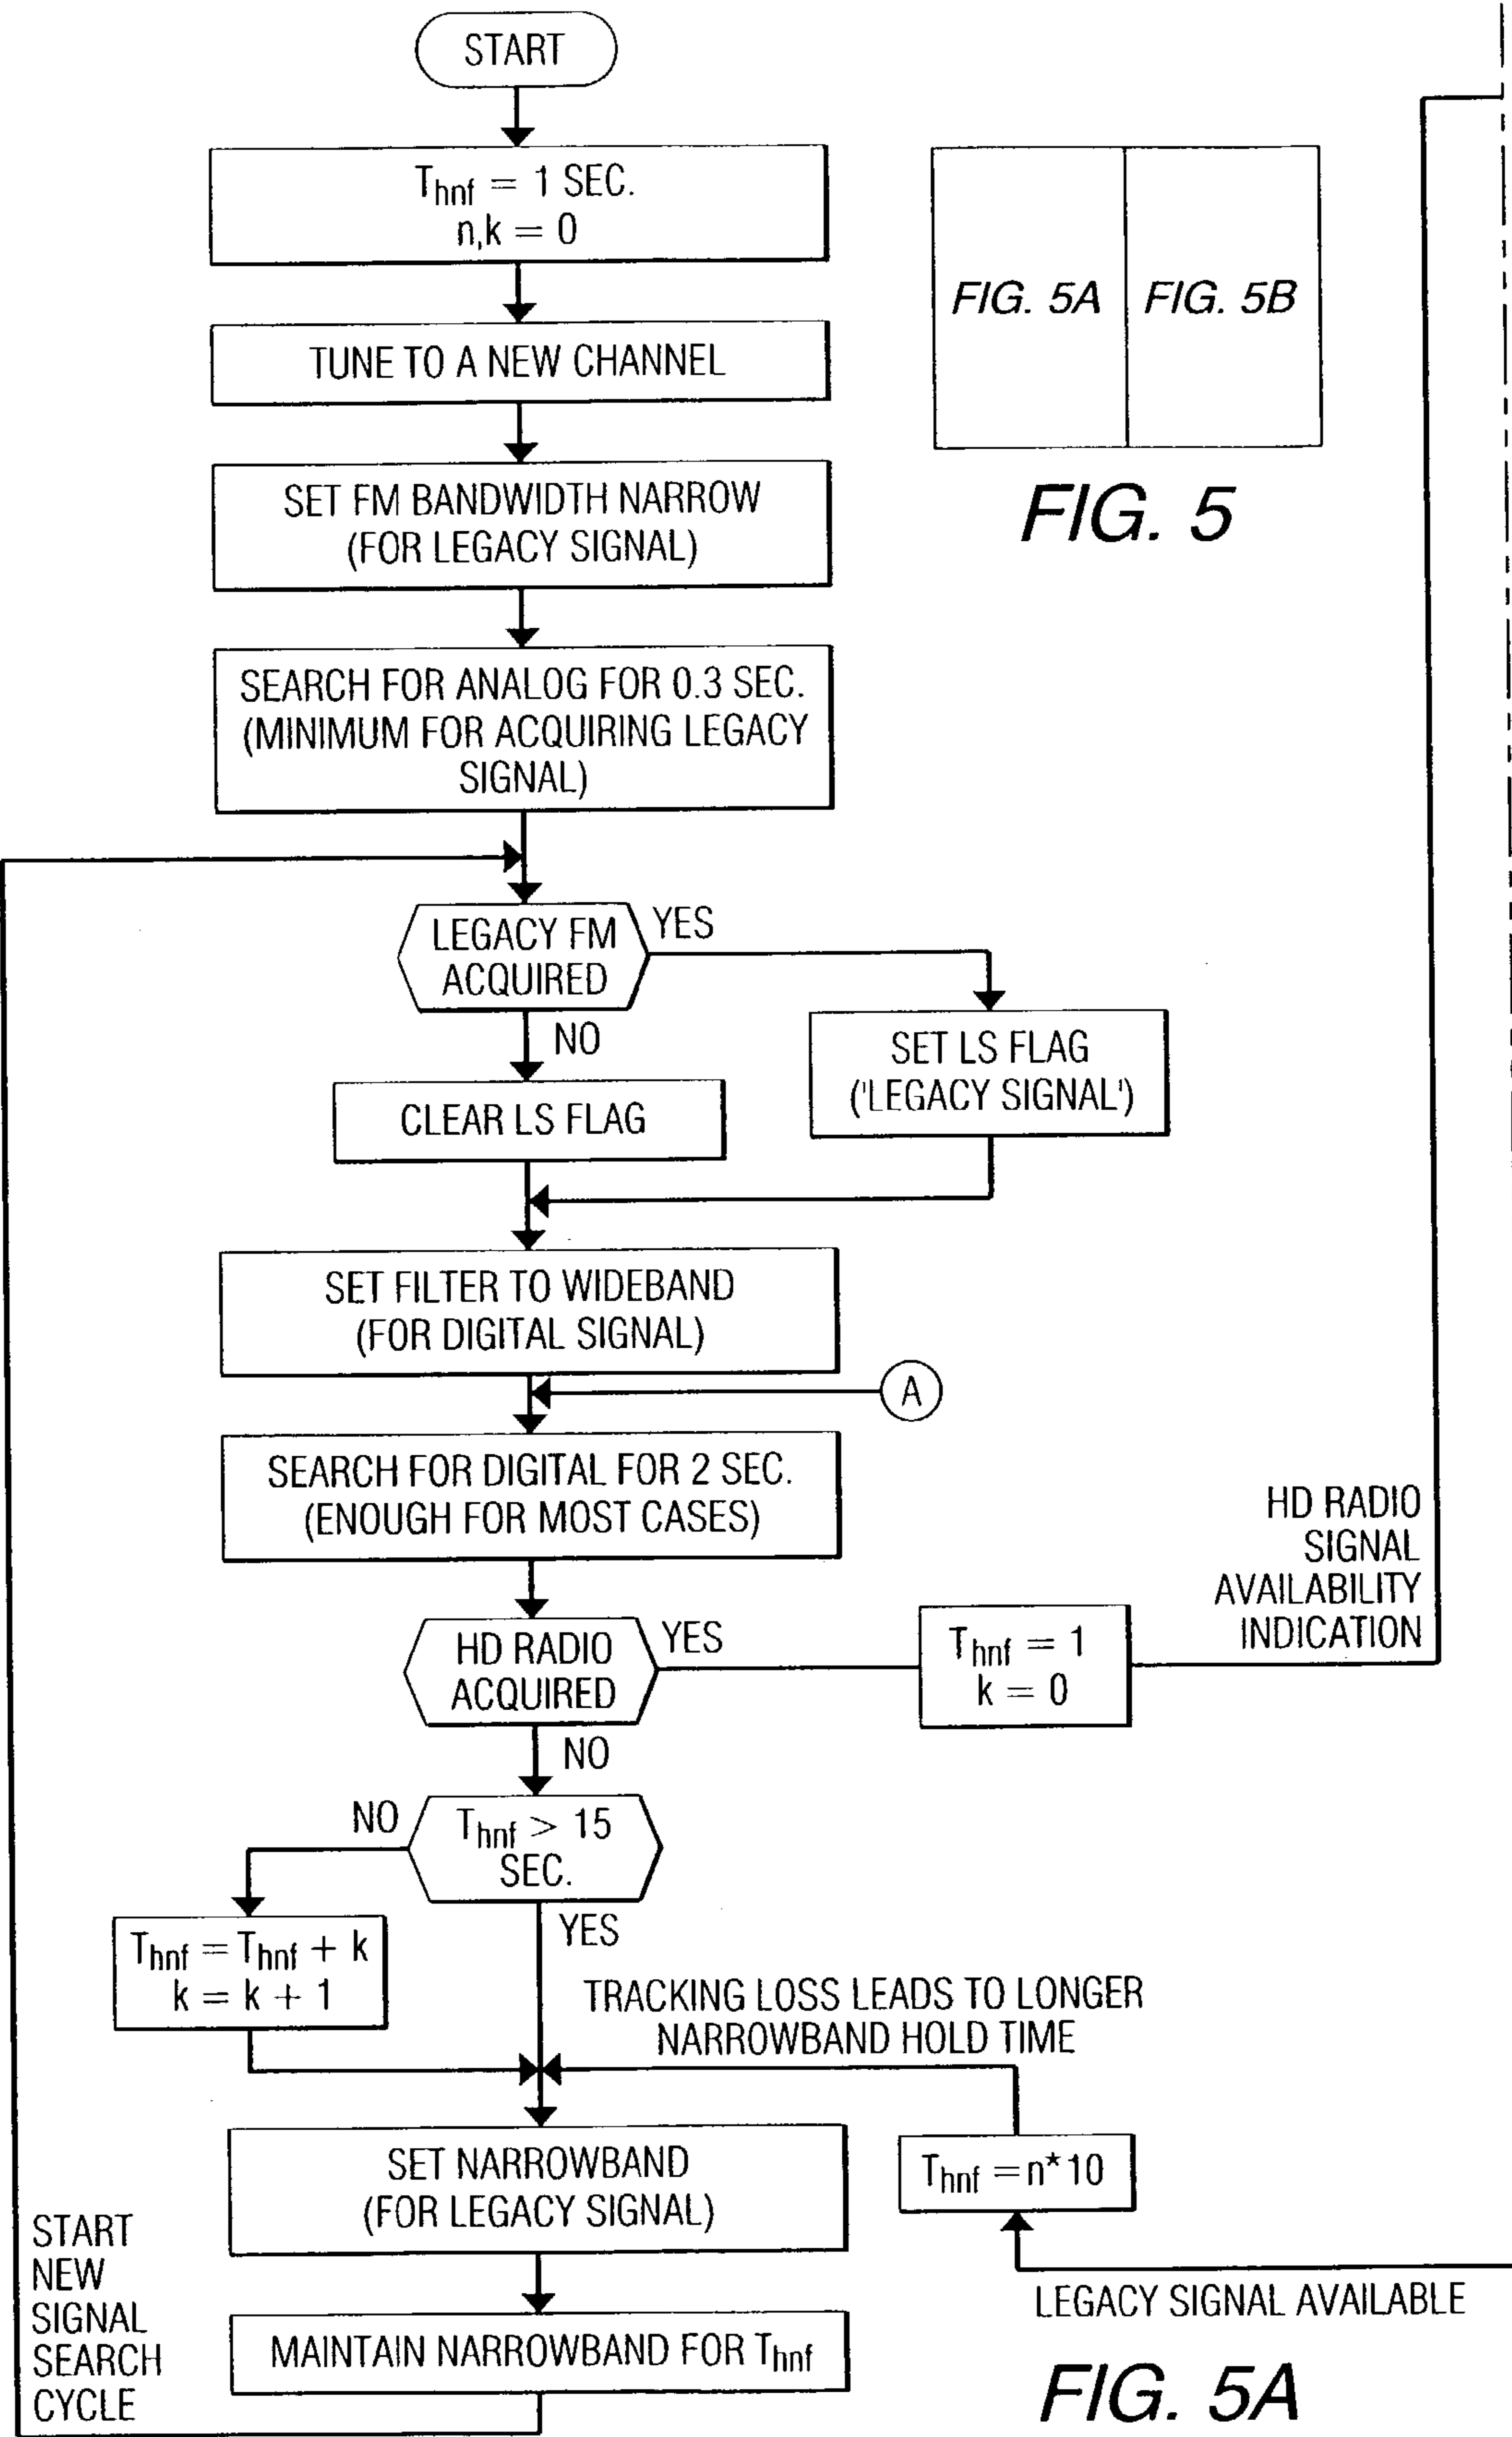 START
Thnf = 1 SEC.
n,k = 0
TUNE TO A NEW CHANNEL
SET FM BANDWIDTH NARROW
(FOR LEGACY SIGNAL)
FIG. 5A
FIG. 5B
FIG. 5
SEARCH FOR ANALOG FOR 0.3 SEC.
(MINIMUM FOR ACQUIRING LEGACY
SIGNAL)
LEGACY FM
ACQUIRED
YES
NO
SET LS FLAG
('LEGACY SIGNAL')
CLEAR LS FLAG
SET FILTER TO WIDEBAND
(FOR DIGITAL SIGNAL)
A
SEARCH FOR DIGITAL FOR 2 SEC.
(ENOUGH FOR MOST CASES)
HD RADIO
SIGNAL
AVAILABILITY
INDICATION
HD RADIO
ACQUIRED
YES
Thnf = 1
k = 0
NO
Thnf > 15
SEC.
NO
YES
Thnf = Thnf + k
k = k + 1
TRACKING LOSS LEADS TO LONGER
NARROWBAND HOLD TIME
SET NARROWBAND
(FOR LEGACY SIGNAL)
Thnf = n*10
LEGACY SIGNAL AVAILABLE
START
NEW
SIGNAL
SEARCH
CYCLE
MAINTAIN NARROWBAND FOR Thnf
FIG. 5A